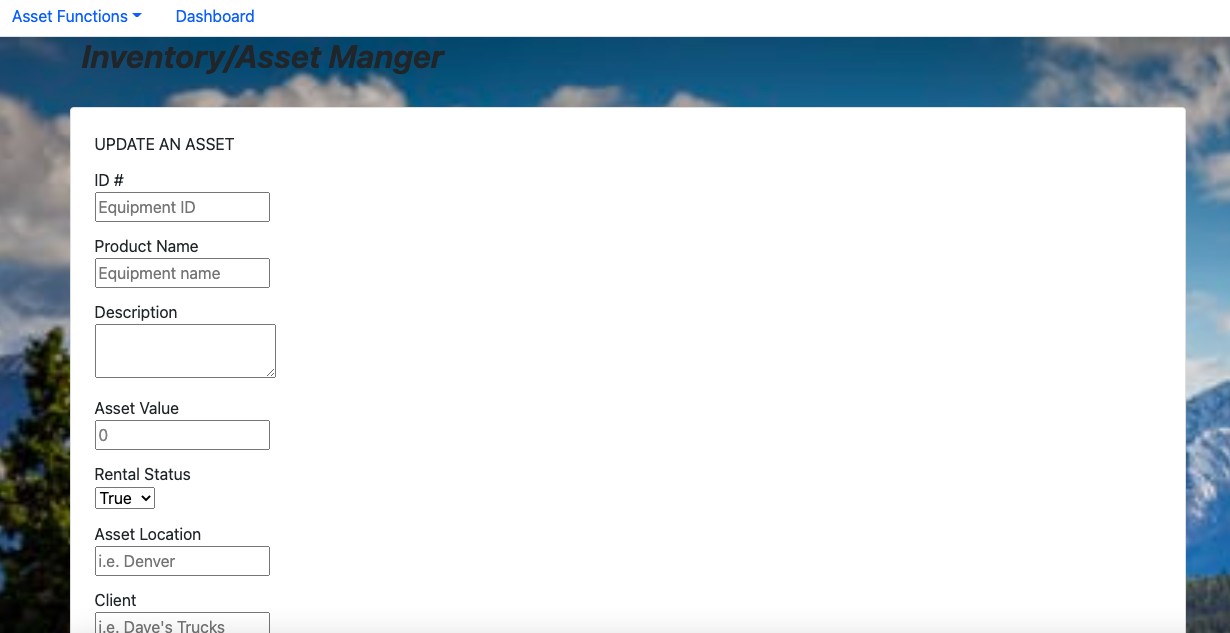 Asset Functions Dashboard
Inventory/Asset Manger
UPDATE AN ASSET
ID #
Equipment ID
Product Name
Equipment name
Description
Asset Value
0
Rental Status
True
Asset Location
i.e. Denver
Client
i.e. Dave's Trucks